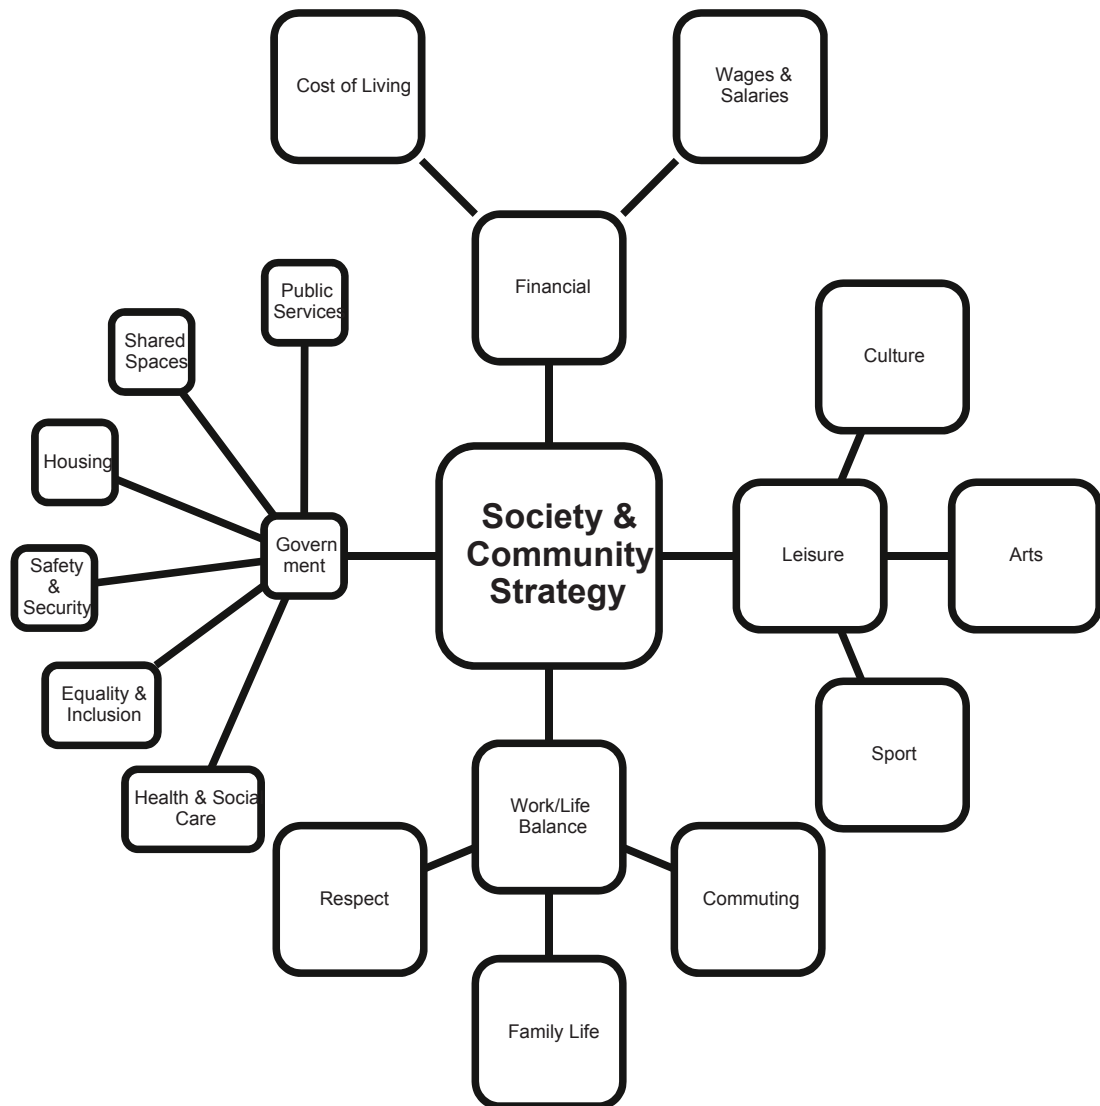 Cost of Living
Wages &
Salaries
Financial
Public
Services
Shared
Spaces
Culture
Housing
Society &
Community
Strategy
Govern
ment
Leisure
Arts
Safety
&
Security
Equality &
Inclusion
Sport
Health & Socia
Care
Work/Life
Balance
Respect
Commuting
Family Life